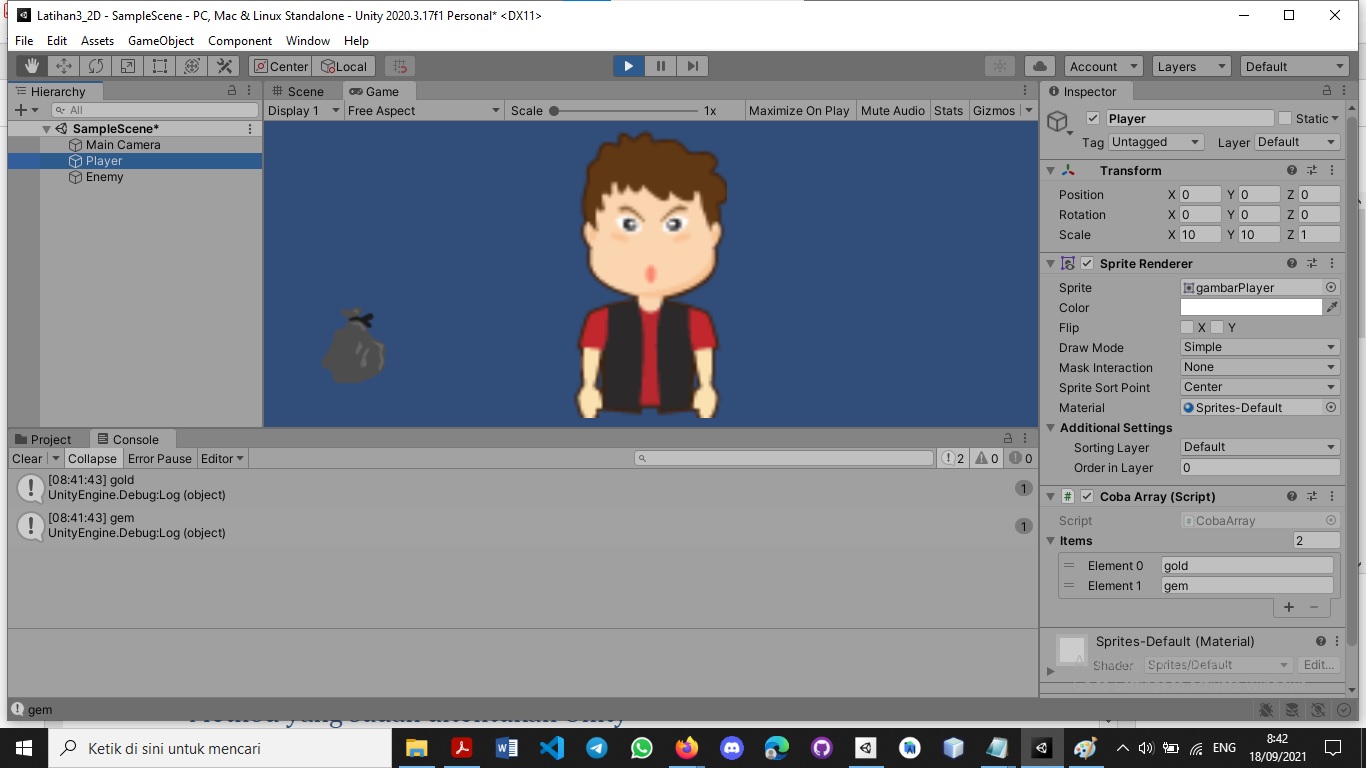 Latihan3_2D - SampleScene - PC, Mac & Linux Standalone - Unity 2020.3.17f1 Personal* <DX11>
File Edit Assets GameObject Component Window Help
Center Local Account Layers Default
Hierarchy
All
SampleScene*
Main Camera
Player
Enemy
Scene Game
Display 1 Free Aspect Scale 1x Maximize On Play Mute Audio Stats Gizmos
Inspector
Player Static
Tag Untagged Layer Default
Transform
Position X 0 Y 0 Z 0
Rotation X 0 Y 0 Z 0
Scale X 10 Y 10 Z 1
Sprite Renderer
Sprite gambarPlayer
Color
Flip X Y
Draw Mode Simple
Mask Interaction None
Sprite Sort Point Center
Material Sprites-Default
Additional Settings
Sorting Layer Default
Order in Layer 0
Coba Array (Script)
Script CobaArray
Items 2
Element 0 gold
Element 1 gem
Sprites-Default (Material)
Shader Sprites/Default Edit...
Project Console
Clear Collapse Error Pause Editor 2 0 0
[08:41:43] gold
UnityEngine.Debug:Log (object)
1
[08:41:43] gem
UnityEngine.Debug:Log (object)
1
gem
Method yang sudah ditentukan Unity
Ketik di sini untuk mencari
ENG
8:42
18/09/2021